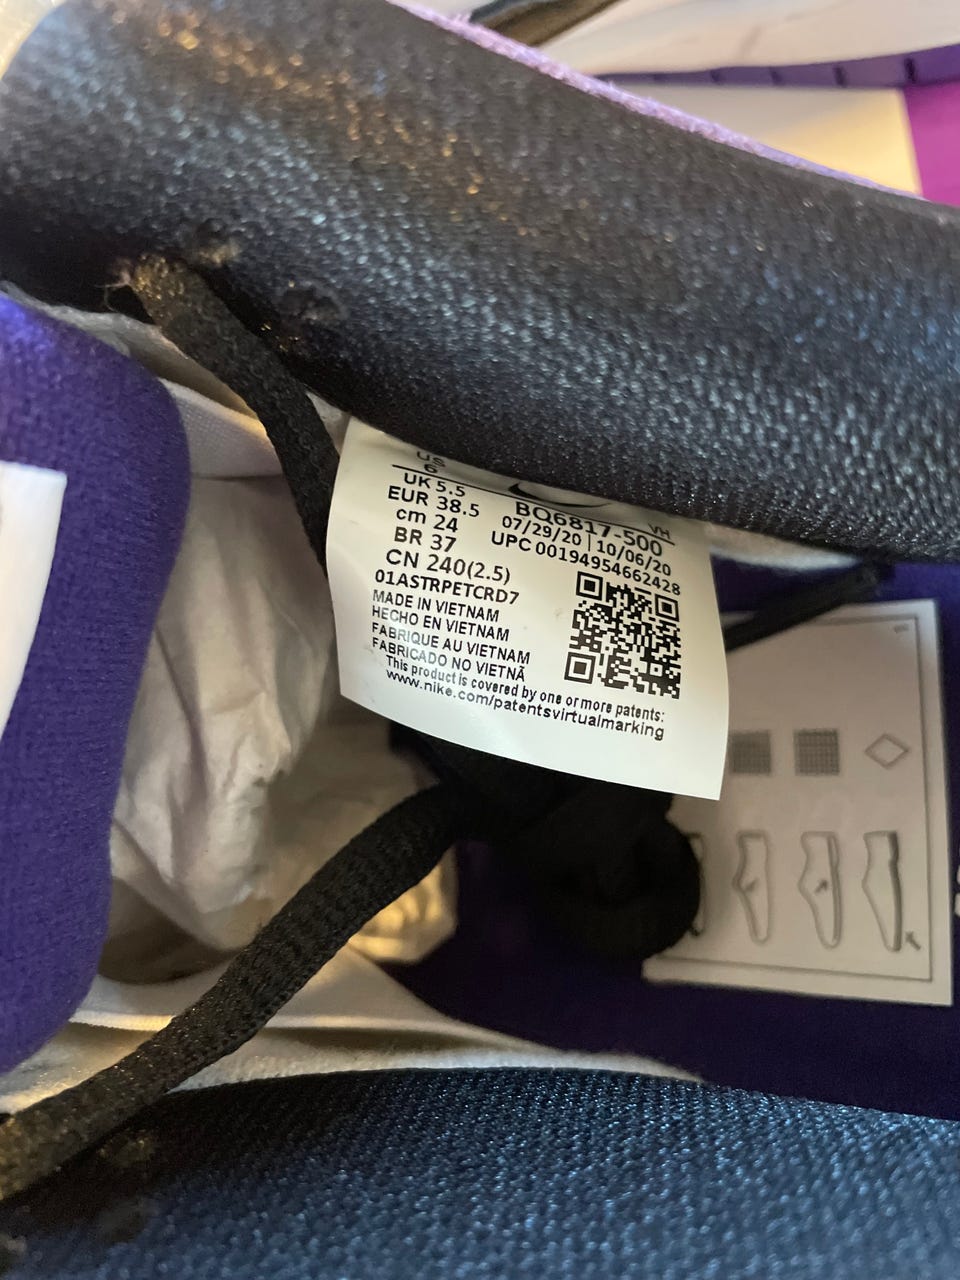 US
6
UK 5.5
EUR 38.5
cm 24
BR 37
CN 240(2.5)
BQ6817-500
VH
07/29/20 | 10/06/20
UPC 00194954662428
01ASTRPETCRD7
MADE IN VIETNAM
HECHO EN VIETNAM
FABRIQUE AU VIETNAM
FABRICADO NO VIETNÃ
This product is covered by one or more patents:
www.nike.com/patentsvirtualmarking